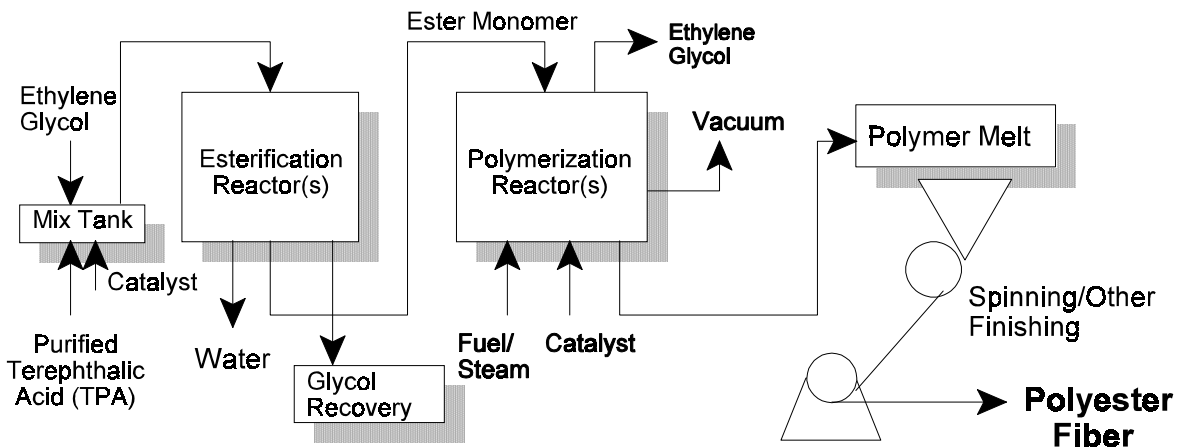 Ester Monomer
Ethylene
Glycol
Ethylene
Glycol
Vacuum
Polymer Melt
Esterification
Reactor(s)
Polymerization
Reactor(s)
Mix Tank
Catalyst
Purified
Terephthalic
Acid (TPA)
Water
Glycol
Recovery
Fuel/
Steam
Catalyst
Spinning/Other
Finishing
Polyester
Fiber